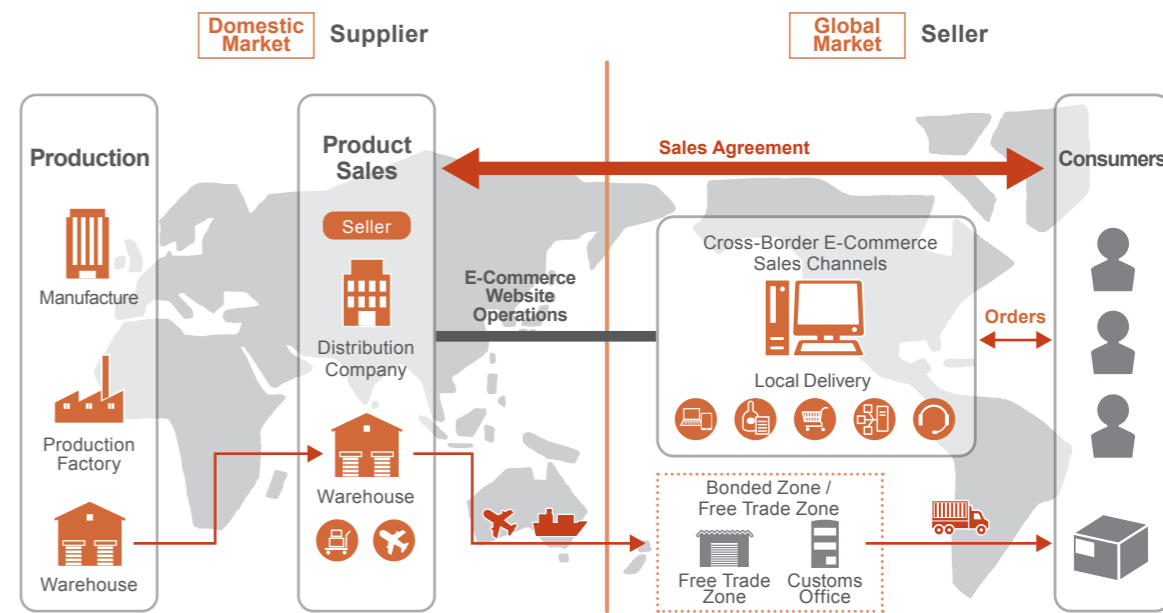 Domestic
Market
Supplier
Global
Market
Seller
Production
Manufacture
Production
Factory
Warehouse
Product
Sales
Seller
Distribution
Company
Warehouse
Sales Agreement
E-Commerce
Website
Operations
Cross-Border E-Commerce
Sales Channels
Local Delivery
Orders
Bonded Zone /
Free Trade Zone
Free Trade
Zone
Customs
Office
Consumers